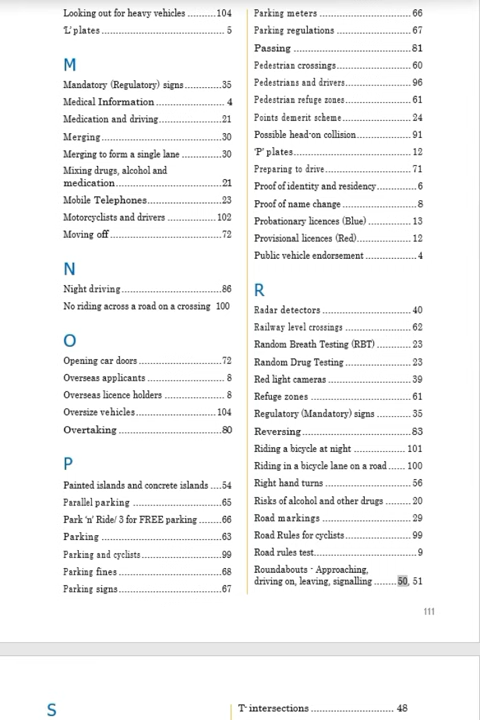 Looking out for heavy vehicles ..........104
'L' plates ............................................... 5
M
Mandatory (Regulatory) signs.............35
Medical Information ...................... 4
Medication and driving....................21
Merging......................................30
Merging to form a single lane .............30
Mixing drugs, alcohol and
medication..................................21
Mobile Telephones........................23
Motorcyclists and drivers ................102
Moving off ....................................72
N
Night driving.................................86
No riding across a road on a crossing 100
O
Opening car doors ...........................72
Overseas applicants ......................... 8
Overseas licence holders ................... 8
Oversize vehicles..........................104
Overtaking ..................................80
P
Painted islands and concrete islands ....54
Parallel parking .............................65
Park 'n' Ride/ 3 for FREE parking .......66
Parking .......................................63
Parking and cyclists.........................99
Parking fines .................................68
Parking signs.................................67
Parking meters ...............................66
Parking regulations .........................67
Passing ......................................81
Pedestrian crossings.........................60
Pedestrians and drivers.....................96
Pedestrian refuge zones.....................61
Points demerit scheme......................24
Possible head-on collision..................91
'P' plates ......................................12
Preparing to drive............................71
Proof of identity and residency.............6
Proof of name change ........................8
Probationary licences (Blue) ..............13
Provisional licences (Red)..................12
Public vehicle endorsement .................4
R
Radar detectors ..............................40
Railway level crossings .....................62
Random Breath Testing (RBT) ............23
Random Drug Testing ......................23
Red light cameras ...........................39
Refuge zones .................................61
Regulatory (Mandatory) signs ............35
Reversing....................................83
Riding a bicycle at night ..................101
Riding in a bicycle lane on a road...... 100
Right hand turns .............................56
Risks of alcohol and other drugs .........20
Road markings ...............................29
Road Rules for cyclists......................99
Road rules test.................................9
Roundabouts - Approaching,
driving on, leaving, signalling ........50, 51
111
S
T- intersections ............................ 48